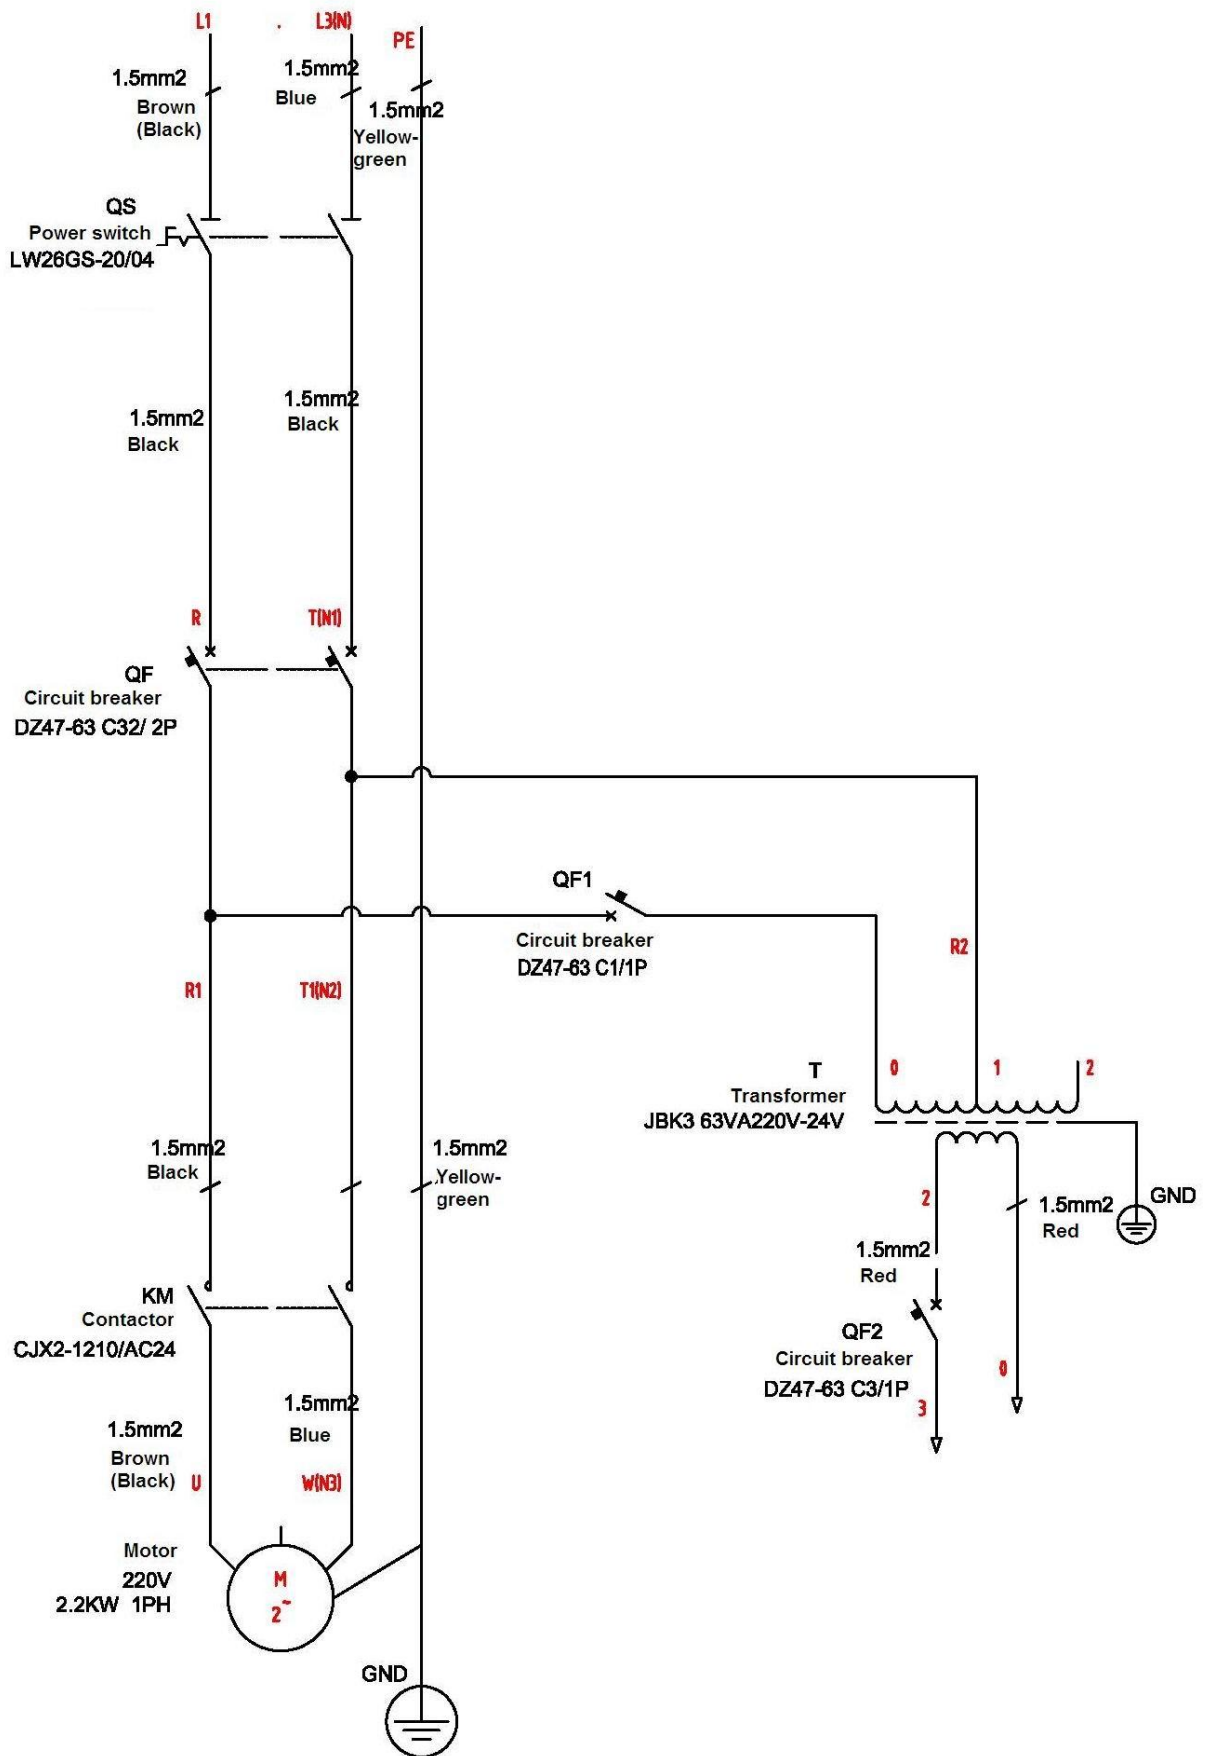 L1
L3(N)
PE
1.5mm2
Brown
(Black)
1.5mm2
Blue
1.5mm2
Yellow-
green
QS
Power switch
LW26GS-20/04
1.5mm2
Black
1.5mm2
Black
R
T(N1)
QF
Circuit breaker
DZ47-63 C32/ 2P
QF1
Circuit breaker
DZ47-63 C1/1P
R2
R1
T1(N2)
T
Transformer
JBK3 63VA220V-24V
0
1
2
1.5mm2
Black
1.5mm2
Yellow-
green
2
1.5mm2
Red
GND
1.5mm2
Red
KM
Contactor
CJX2-1210/AC24
QF2
Circuit breaker
DZ47-63 C3/1P
0
3
1.5mm2
Brown
(Black)
U
1.5mm2
Blue
W(N3)
Motor
220V
2.2KW 1PH
M
2~
GND